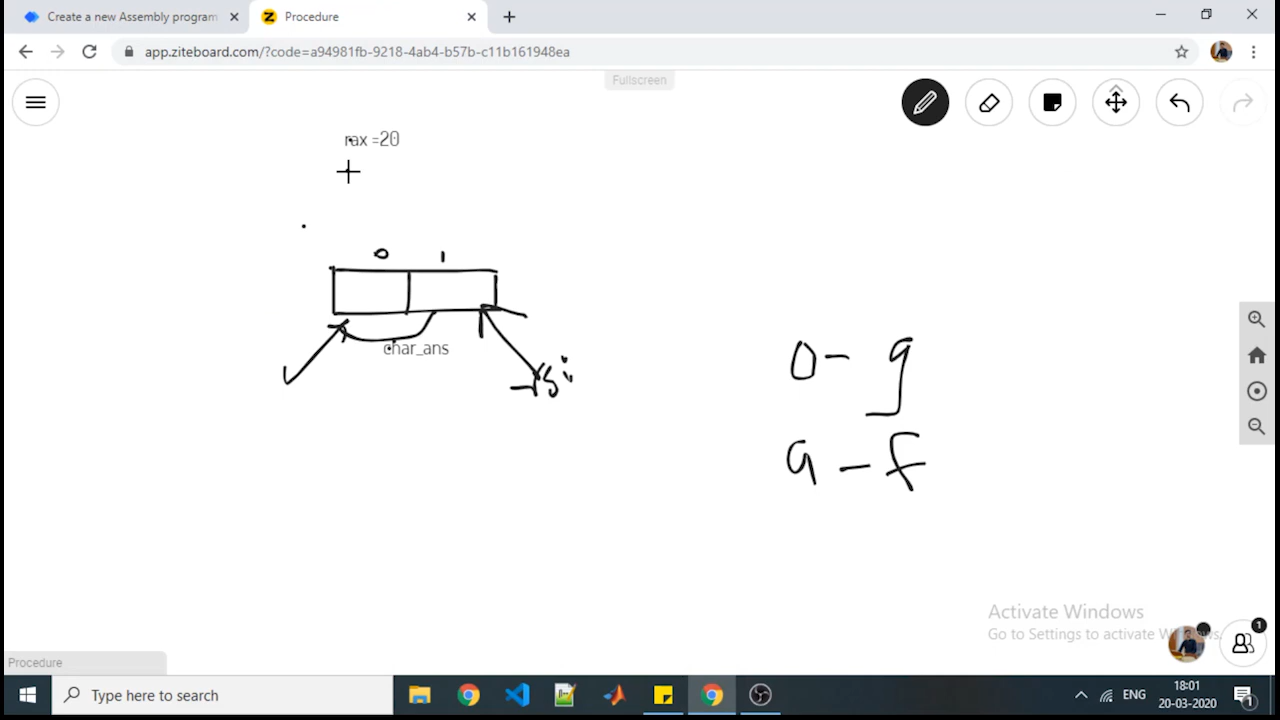 Create a new Assembly program
Procedure
app.ziteboard.com/?code=a94981fb-9218-4ab4-b57b-c11b161948ea
Fullscreen
rax =20
0 1
char_ans
rsi
0 - 9
a - f
Activate Windows
Go to Settings to activate Windows.
1
Procedure
Type here to search
ENG
18:01
20-03-2020
1